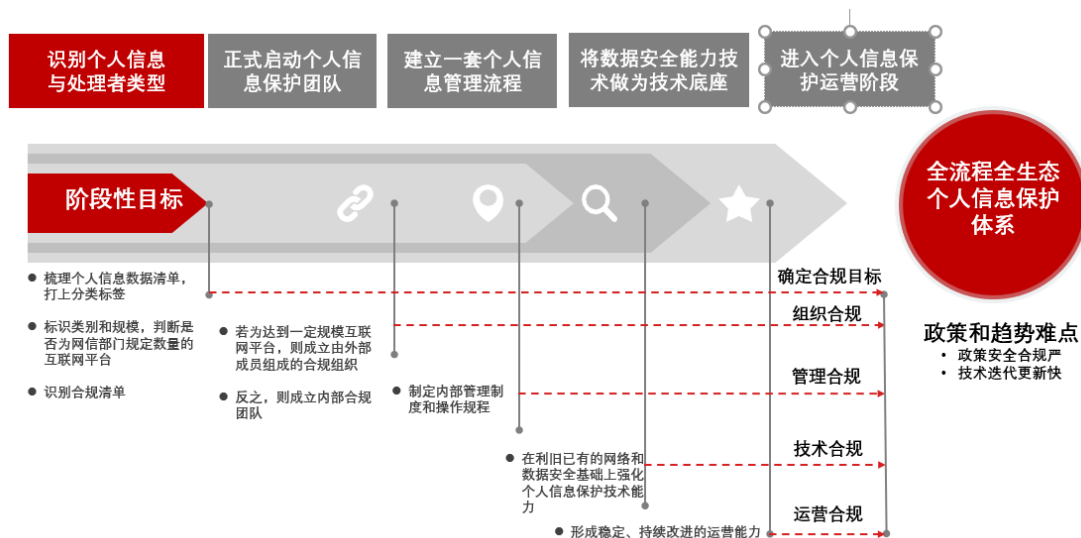 识别个人信息
与处理者类型
正式启动个人信
息保护团队
建立一套个人信
息管理流程
将数据安全能力技
术做为技术底座
进入个人信息保
护运营阶段
阶段性目标
全流程全生态
个人信息保护
体系
梳理个人信息数据清单，
打上分类标签
标识类别和规模，判断是
否为网信部门规定数量的
互联网平台
识别合规清单
若为达到一定规模互联
网平台，则成立由外部
成员组成的合规组织
反之，则成立内部合规
团队
制定内部管理制
度和操作规程
在利旧已有的网络和
数据安全基础上强化
个人信息保护技术能
力
形成稳定、持续改进的运营能力
确定合规目标
组织合规
管理合规
技术合规
运营合规
政策和趋势难点
政策安全合规严
技术迭代更新快